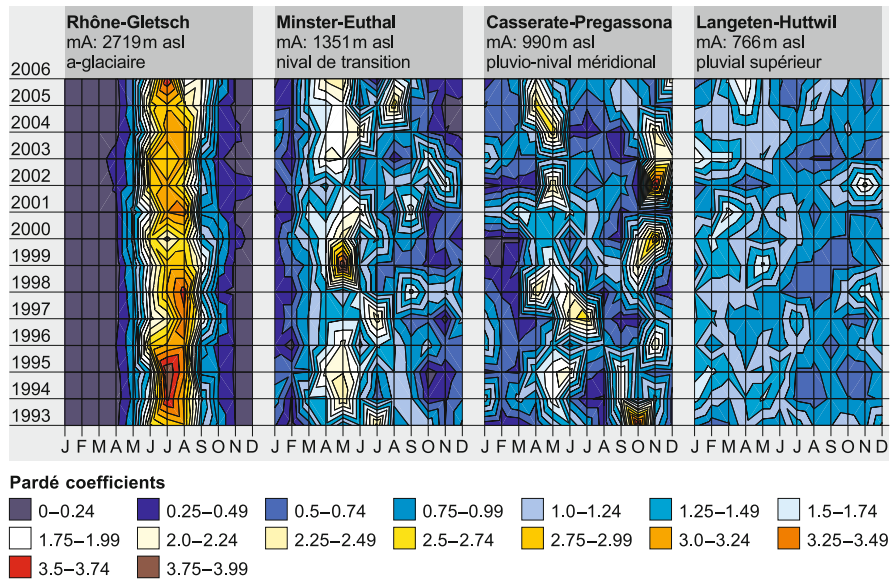 Rhône-Gletsch
mA: 2719 m asl
a-glaciaire
Minster-Euthal
mA: 1351 m asl
nival de transition
Casserate-Pregassona
mA: 990 m asl
pluvio-nival méridional
Langeten-Huttwil
mA: 766 m asl
pluvial supérieur
2006
2005
2004
2003
2002
2001
2000
1999
1998
1997
1996
1995
1994
1993
J F M A M J J A S O N D
J F M A M J J A S O N D
J F M A M J J A S O N D
J F M A M J J A S O N D
Pardé coefficients
0–0.24 0.25–0.49 0.5–0.74 0.75–0.99 1.0–1.24 1.25–1.49 1.5–1.74
1.75–1.99 2.0–2.24 2.25–2.49 2.5–2.74 2.75–2.99 3.0–3.24 3.25–3.49
3.5–3.74 3.75–3.99